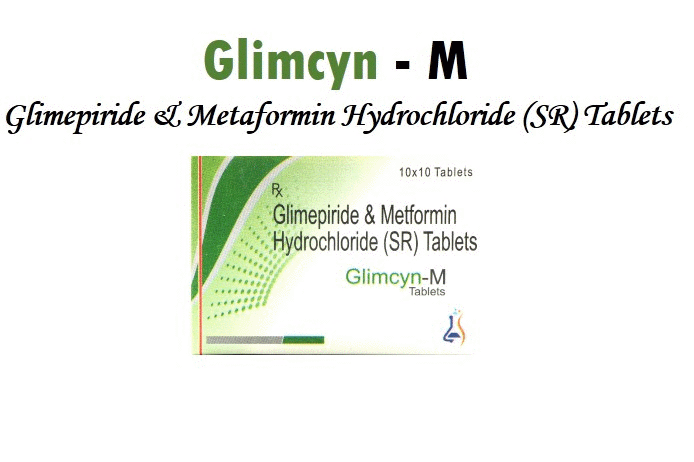 Glimcyn - M
Glimepiride & Metaformin Hydrochloride (SR) Tablets
10x10 Tablets
Rx
Glimepiride & Metformin
Hydrochloride (SR) Tablets
Glimcyn-M
Tablets